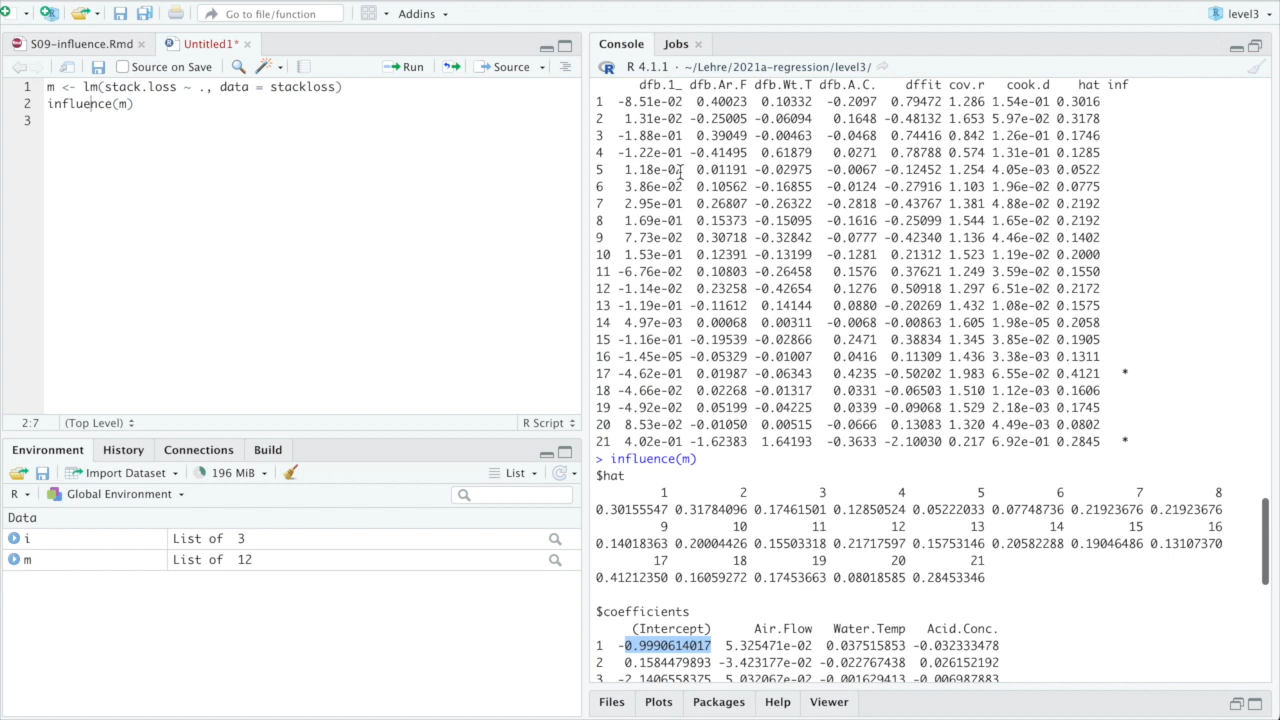 Go to file/function
Addins
level3
S09-influence.Rmd
Untitled1*
Source on Save
Run
Source
1 m <- lm(stack.loss ~ ., data = stackloss)
2 influence(m)
3
2:7 (Top Level) R Script
Environment History Connections Build
Import Dataset 196 MiB List
R Global Environment
Data
i List of 3
m List of 12
Console Jobs
R 4.1.1 · ~/Lehre/2021a-regression/level3/
dfb.1_ dfb.Ar.F dfb.Wt.T dfb.A.C. dffit cov.r cook.d hat inf
1 -8.51e-02 0.40023 0.10332 -0.2097 0.79472 1.286 1.54e-01 0.3016
2 1.31e-02 -0.25005 -0.06094 0.1648 -0.48132 1.653 5.97e-02 0.3178
3 -1.88e-01 0.39049 -0.00463 -0.0468 0.74416 0.842 1.26e-01 0.1746
4 -1.22e-01 -0.41495 0.61879 0.0271 0.78788 0.574 1.31e-01 0.1285
5 1.18e-02 0.01191 -0.02975 -0.0067 -0.12452 1.254 4.05e-03 0.0522
6 3.86e-02 0.10562 -0.16855 -0.0124 -0.27916 1.103 1.96e-02 0.0775
7 2.95e-01 0.26807 -0.26322 -0.2818 -0.43767 1.381 4.88e-02 0.2192
8 1.69e-01 0.15373 -0.15095 -0.1616 -0.25099 1.544 1.65e-02 0.2192
9 7.73e-02 0.30718 -0.32842 -0.0777 -0.42340 1.136 4.46e-02 0.1402
10 1.53e-01 0.12391 -0.13199 -0.1281 0.21312 1.523 1.19e-02 0.2000
11 -6.76e-02 0.10803 -0.26458 0.1576 0.37621 1.249 3.59e-02 0.1550
12 -1.14e-02 0.23258 -0.42654 0.1276 0.50918 1.297 6.51e-02 0.2172
13 -1.19e-01 -0.11612 0.14144 0.0880 -0.20269 1.432 1.08e-02 0.1575
14 4.97e-03 0.00068 0.00311 -0.0068 -0.00863 1.605 1.98e-05 0.2058
15 -1.16e-01 -0.19539 -0.02866 0.2471 0.38834 1.345 3.85e-02 0.1905
16 -1.45e-05 -0.05329 -0.01007 0.0416 0.11309 1.436 3.38e-03 0.1311
17 -4.62e-01 0.01987 -0.06343 0.4235 -0.50202 1.983 6.55e-02 0.4121 *
18 -4.66e-02 0.02268 -0.01317 0.0331 -0.06503 1.510 1.12e-03 0.1606
19 -4.92e-02 0.05199 -0.04225 0.0339 -0.09068 1.529 2.18e-03 0.1745
20 8.53e-02 -0.01050 0.00515 -0.0666 0.13083 1.320 4.49e-03 0.0802
21 4.02e-01 -1.62383 1.64193 -0.3633 -2.10030 0.217 6.92e-01 0.2845 *
> influence(m)
$hat
1 2 3 4 5 6 7 8
0.30155547 0.31784096 0.17461501 0.12850524 0.05222033 0.07748736 0.21923676 0.21923676
9 10 11 12 13 14 15 16
0.14018363 0.20004426 0.15503318 0.21717597 0.15753146 0.20582288 0.19046486 0.13107370
17 18 19 20 21
0.41212350 0.16059272 0.17453663 0.08018585 0.28453346
$coefficients
(Intercept) Air.Flow Water.Temp Acid.Conc.
1 -0.9990614017 5.325471e-02 0.037515853 -0.032333478
2 0.1584479893 -3.423177e-02 -0.022767438 0.026152192
3 -2.1406558375 5.032067e-02 -0.001629413 -0.006987883
Files Plots Packages Help Viewer